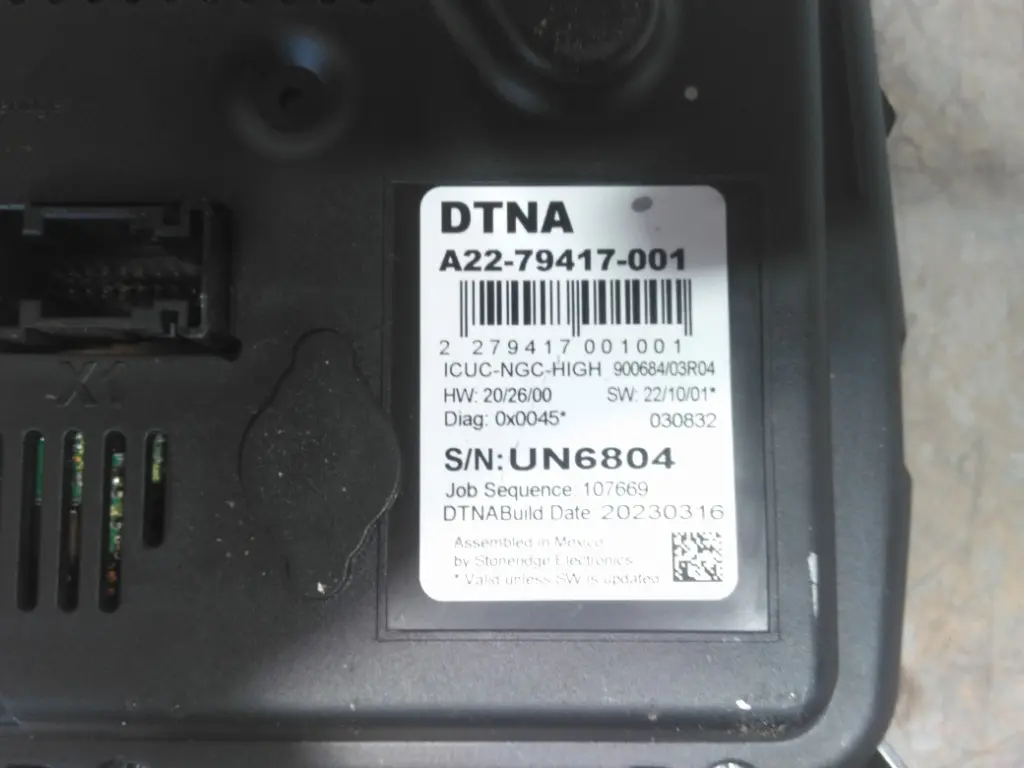 DTNA
A22-79417-001
2 279417 001001
ICUC-NGC-HIGH 900684/03R04
HW: 20/26/00 SW: 22/10/01*
Diag: 0x0045* 030832
S/N: UN6804
Job Sequence: 107669
DTNABuild Date: 20230316
Assembled in Mexico
by Stoneridge Electronics
* Valid unless SW is updated
X1